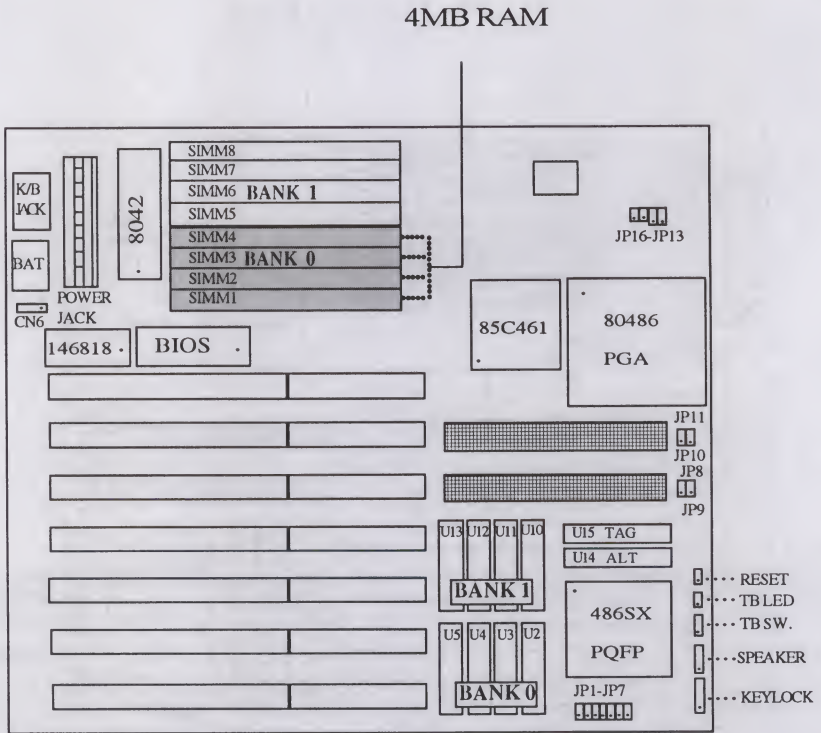 4MB RAM
K/B
JACK
BAT
CN6
POWER
JACK
8042
SIMM8
SIMM7
SIMM6 BANK 1
SIMM5
SIMM4
SIMM3 BANK 0
SIMM2
SIMM1
JP16-JP13
85C461
80486
PGA
146818
BIOS
JP11
JP10
JP8
JP9
U13 U12 U11 U10
BANK 1
U15 TAG
U14 ALT
U5 U4 U3 U2
BANK 0
486SX
PQFP
JP1-JP7
RESET
TB LED
TB SW.
SPEAKER
KEYLOCK